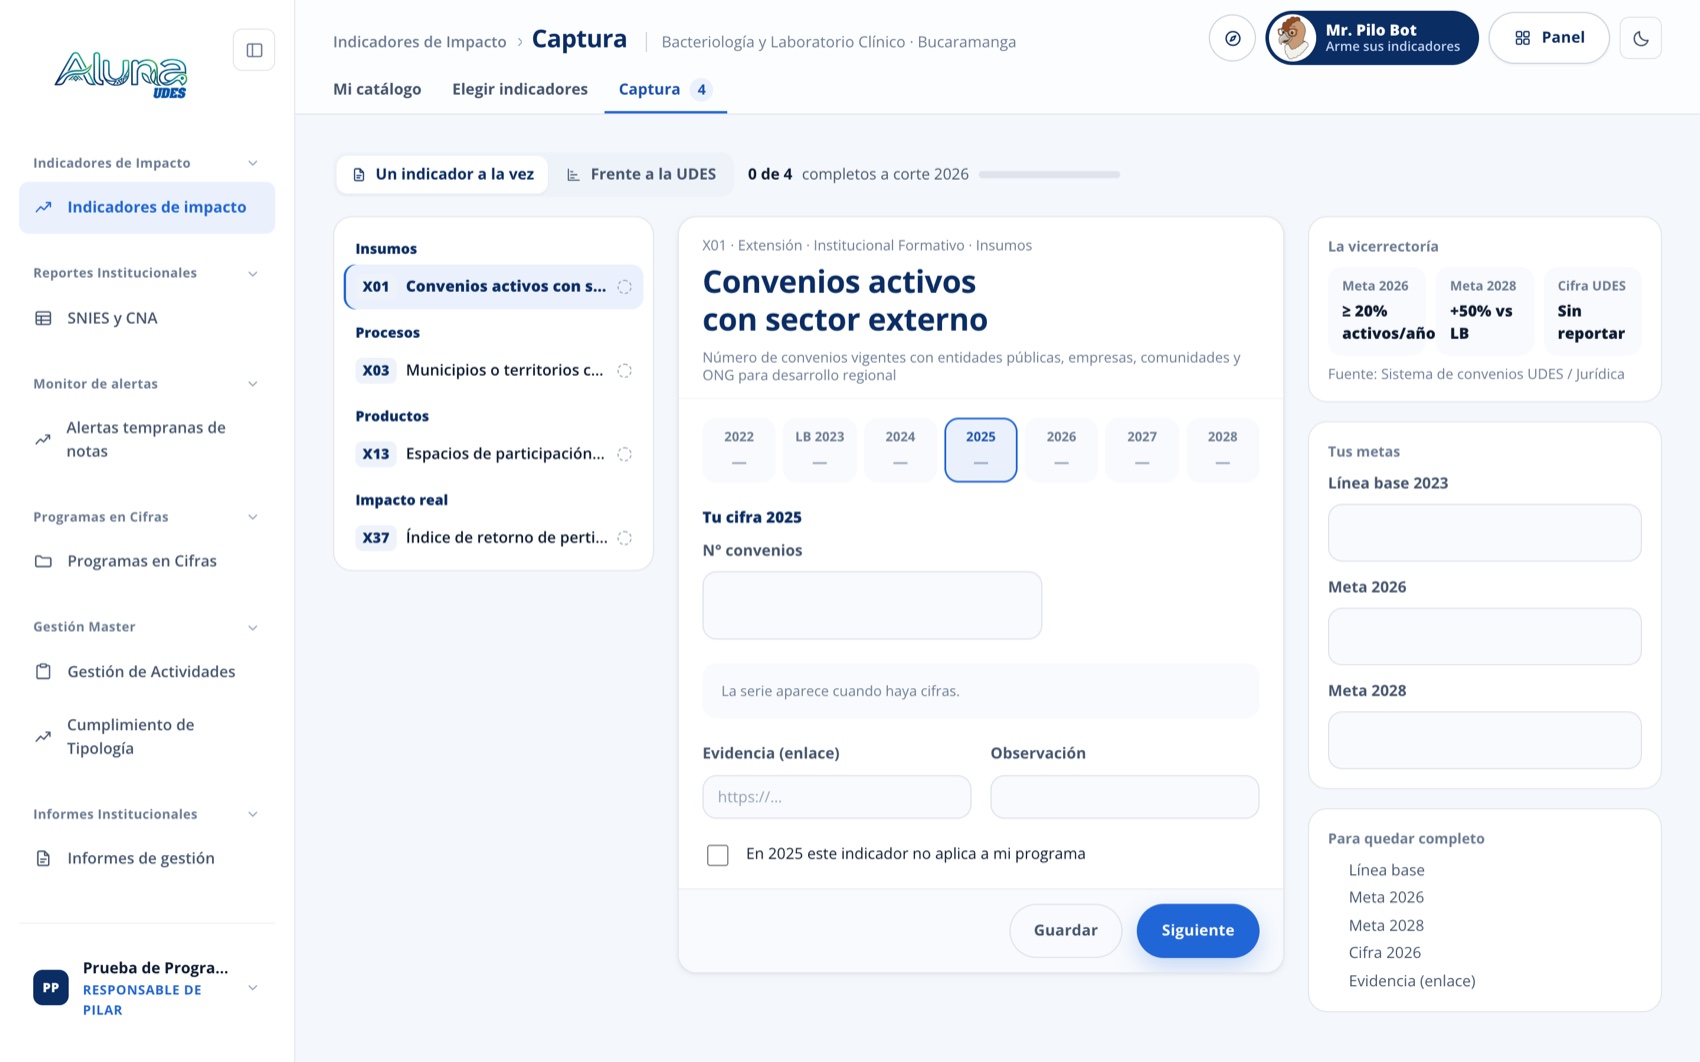 Aluna
UDES
Indicadores de Impacto
Indicadores de impacto
Reportes Institucionales
SNIES y CNA
Monitor de alertas
Alertas tempranas de
notas
Programas en Cifras
Programas en Cifras
Gestión Master
Gestión de Actividades
Cumplimiento de
Tipología
Informes Institucionales
Informes de gestión
PP
Prueba de Progra...
RESPONSABLE DE
PILAR
Indicadores de Impacto › Captura | Bacteriología y Laboratorio Clínico · Bucaramanga
Mr. Pilo Bot
Arme sus indicadores
Panel
Mi catálogo
Elegir indicadores
Captura 4
Un indicador a la vez
Frente a la UDES
0 de 4 completos a corte 2026
Insumos
X01 Convenios activos con s...
Procesos
X03 Municipios o territorios c...
Productos
X13 Espacios de participación...
Impacto real
X37 Índice de retorno de perti...
X01 · Extensión · Institucional Formativo · Insumos
Convenios activos
con sector externo
Número de convenios vigentes con entidades públicas, empresas, comunidades y
ONG para desarrollo regional
2022 LB 2023 2024 2025 2026 2027 2028
— — — — — — —
Tu cifra 2025
N° convenios
La serie aparece cuando haya cifras.
Evidencia (enlace)
https://...
Observación
En 2025 este indicador no aplica a mi programa
Guardar
Siguiente
La vicerrectoría
Meta 2026
≥ 20%
activos/año
Meta 2028
+50% vs
LB
Cifra UDES
Sin
reportar
Fuente: Sistema de convenios UDES / Jurídica
Tus metas
Línea base 2023
Meta 2026
Meta 2028
Para quedar completo
Línea base
Meta 2026
Meta 2028
Cifra 2026
Evidencia (enlace)